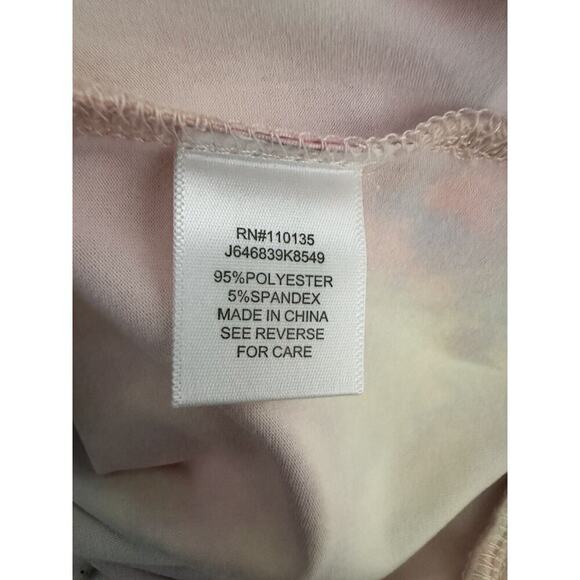 RN#110135
J646839K8549
95%POLYESTER
5%SPANDEX
MADE IN CHINA
SEE REVERSE
FOR CARE